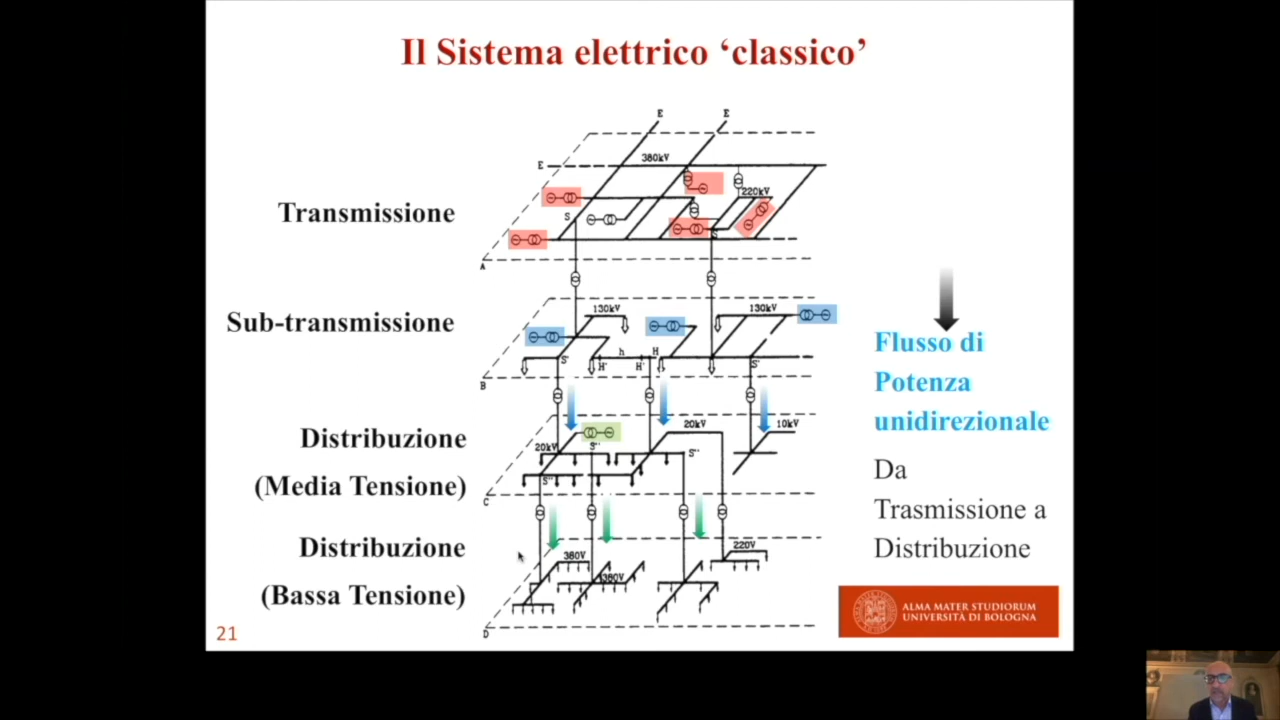 Il Sistema elettrico ‘classico’
E
E
E
380kV
220kV
Transmissione
S
S
A
Sub-transmissione
130kV
130kV
h
H
S'
H'
H'
S'
B
Flusso di
Potenza
unidirezionale
Distribuzione
(Media Tensione)
20kV
20kV
10kV
S''
S''
S''
C
Da
Trasmissione a
Distribuzione
Distribuzione
(Bassa Tensione)
380V
380V
220V
D
21
ALMA MATER STUDIORUM
UNIVERSITÀ DI BOLOGNA